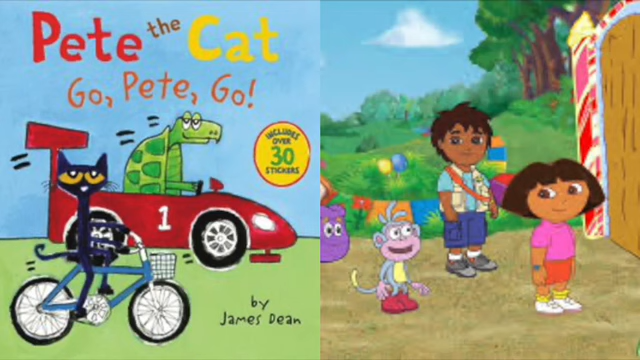 Pete the Cat
Go, Pete, Go!
INCLUDES
OVER
30
STICKERS
1
by
James Dean